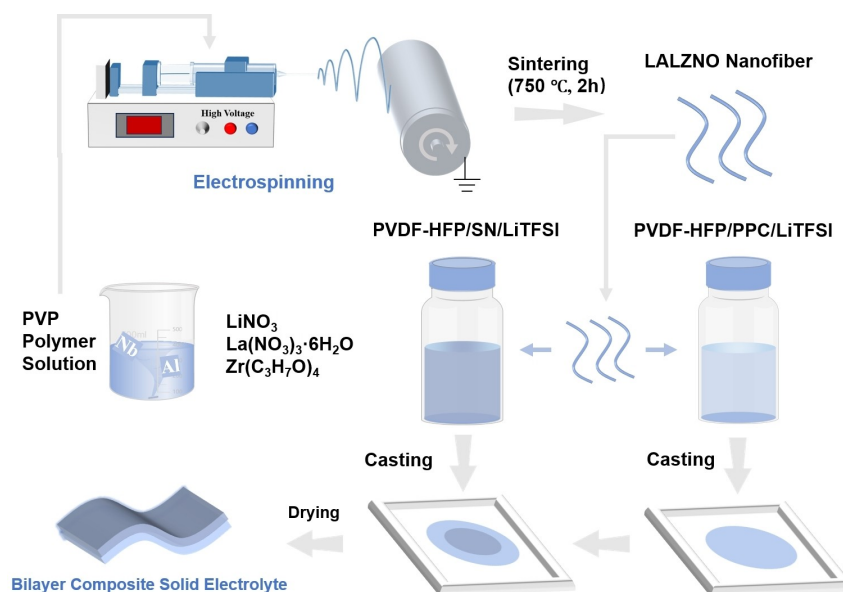 High Voltage
Electrospinning
Sintering
(750 ℃, 2h)
LALZNO Nanofiber
PVDF-HFP/SN/LiTFSI
PVDF-HFP/PPC/LiTFSI
PVP
Polymer
Solution
Nb
Al
500
LiNO₃
La(NO₃)₃·6H₂O
Zr(C₃H₇O)₄
Casting
Casting
Drying
Bilayer Composite Solid Electrolyte